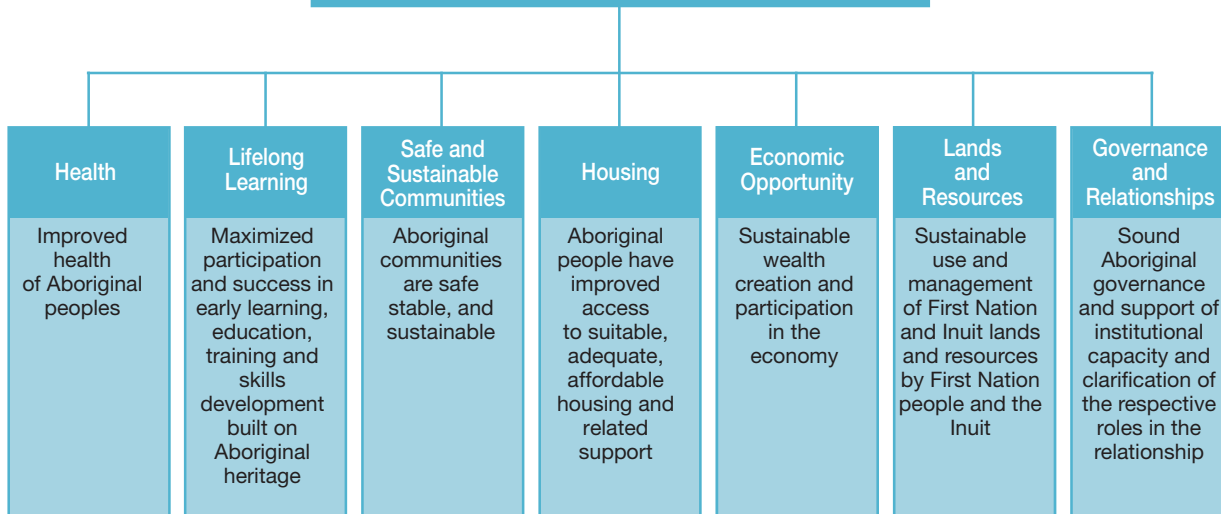 Health
Improved
health
of Aboriginal
peoples
Lifelong
Learning
Maximized
participation
and success in
early learning,
education,
training and
skills
development
built on
Aboriginal
heritage
Safe and
Sustainable
Communities
Aboriginal
communities
are safe
stable, and
sustainable
Housing
Aboriginal
people have
improved
access
to suitable,
adequate,
affordable
housing and
related
support
Economic
Opportunity
Sustainable
wealth
creation and
participation
in the
economy
Lands
and
Resources
Sustainable
use and
management
of First Nation
and Inuit lands
and resources
by First Nation
people and the
Inuit
Governance
and
Relationships
Sound
Aboriginal
governance
and support of
institutional
capacity and
clarification of
the respective
roles in the
relationship